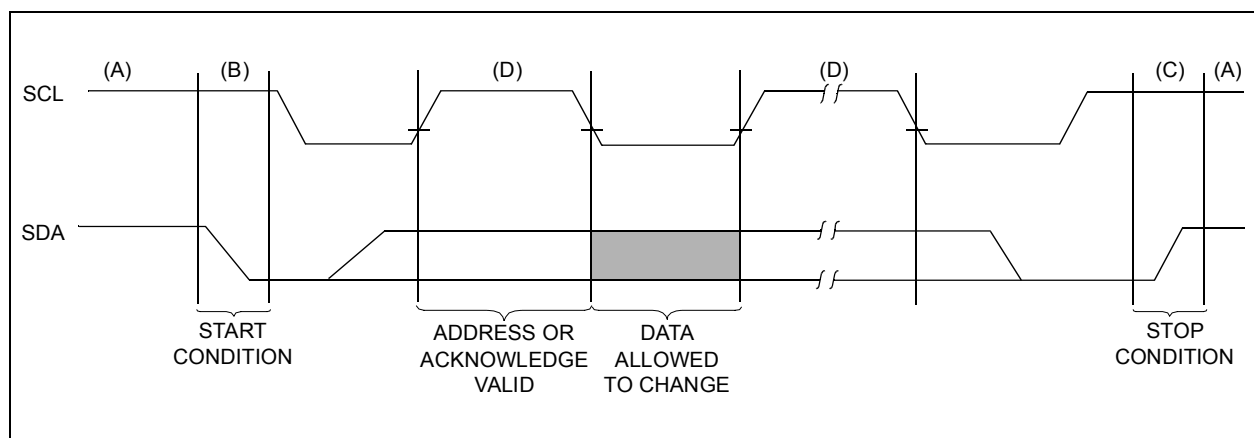 (A)
(B)
(D)
(D)
(C)
(A)
SCL
SDA
START
CONDITION
ADDRESS OR
ACKNOWLEDGE
VALID
DATA
ALLOWED
TO CHANGE
STOP
CONDITION